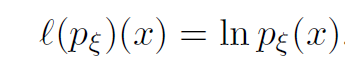 ℓ(p_ξ)(x) = ln p_ξ(x).